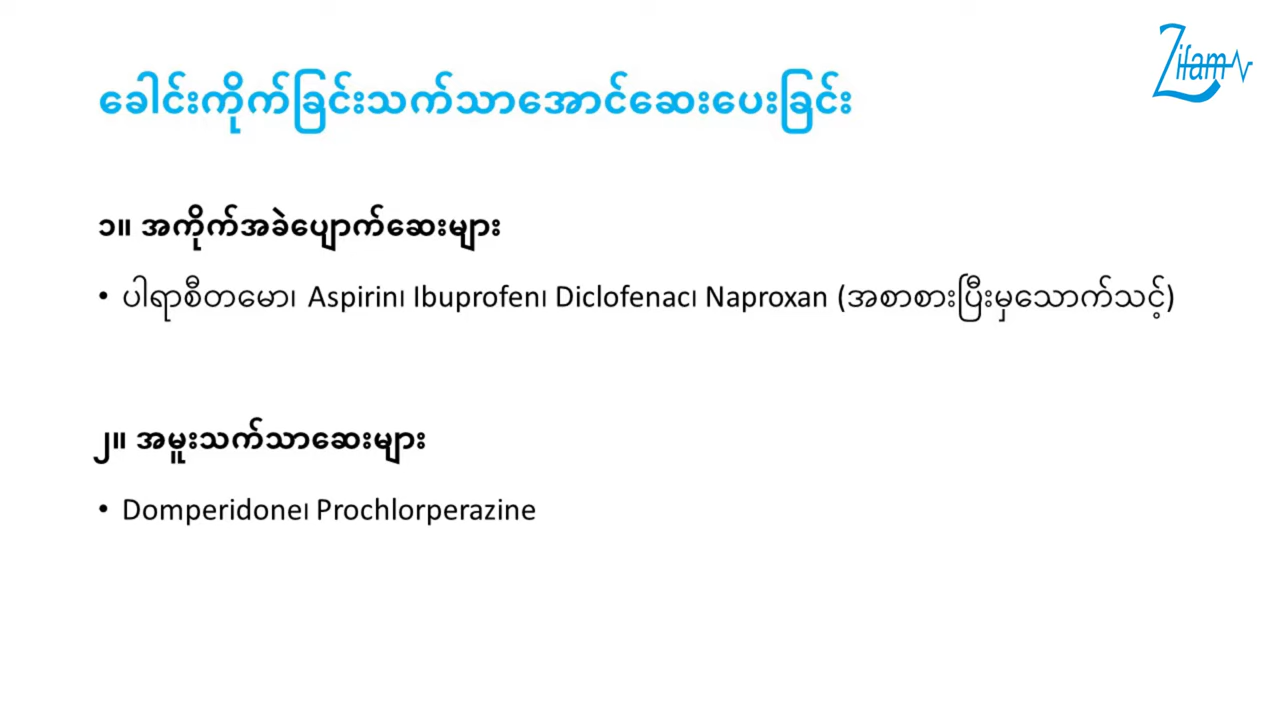 Zifam
ခေါင်းကိုက်ခြင်းသက်သာအောင်ဆေးပေးခြင်း
၁။ အကိုက်အခဲပျောက်ဆေးများ
• ပါရာစီတမော၊ Aspirin၊ Ibuprofen၊ Diclofenac၊ Naproxan (အစာစားပြီးမှသောက်သင့်)
၂။ အမူးသက်သာဆေးများ
• Domperidone၊ Prochlorperazine